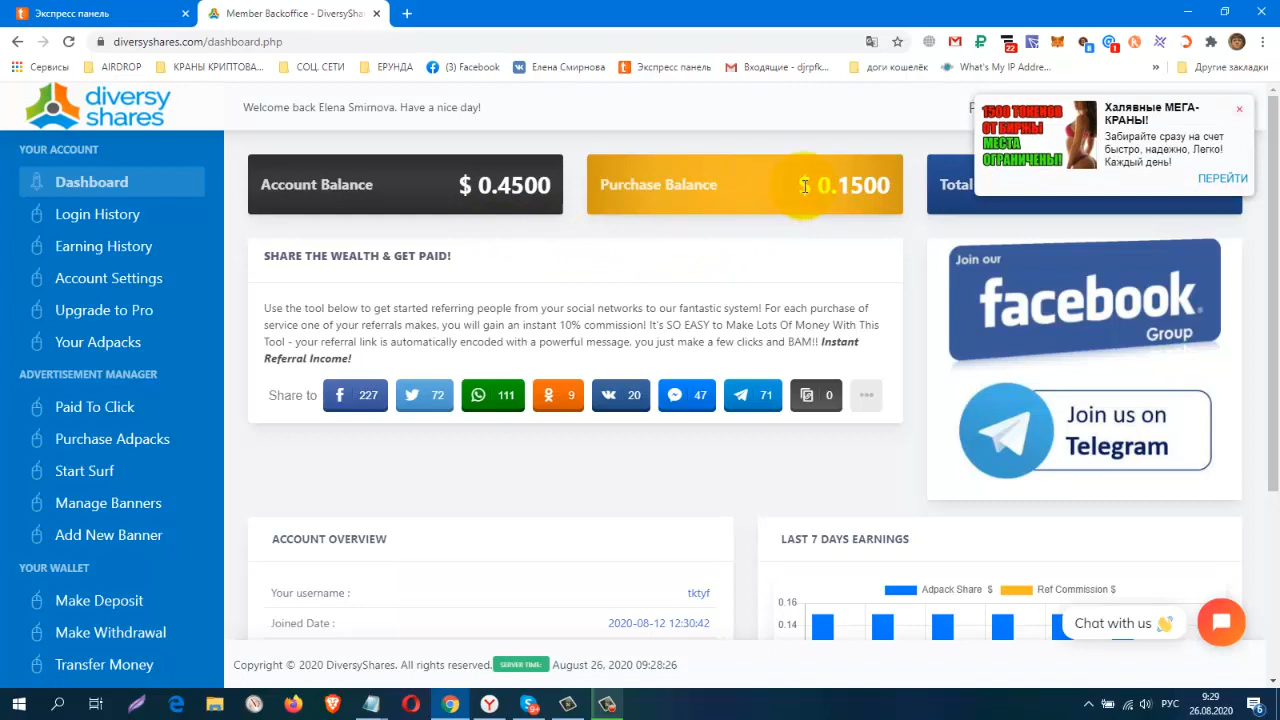 Экспресс панель
Member Backoffice - DiversySha
diversyshares.com/dashboard.php
22
8
1
Сервисы
AIRDROP
КРАНЫ КРИПТОВА...
СОЦ. СЕТИ
ЕРУНДА
(3) Facebook
Елена Смирнова
Экспресс панель
Входящие - djrpfk...
доги кошелёк
What's My IP Addre...
»
Другие закладки
diversy
shares
Welcome back Elena Smirnova. Have a nice day!
1500 ТОКЕНОВ
ОТ БИРЖЫ
МЕСТА
ОГРАНИЧЕНЫ!
Халявные МЕГА-
КРАНЫ!
Забирайте сразу на счет
быстро, надежно, Легко!
Каждый день!
ПЕРЕЙТИ
YOUR ACCOUNT
Dashboard
Login History
Earning History
Account Settings
Upgrade to Pro
Your Adpacks
ADVERTISEMENT MANAGER
Paid To Click
Purchase Adpacks
Start Surf
Manage Banners
Add New Banner
YOUR WALLET
Make Deposit
Make Withdrawal
Transfer Money
Account Balance
$ 0.4500
Purchase Balance
$ 0.1500
Total
SHARE THE WEALTH & GET PAID!
Use the tool below to get started referring people from your social networks to our fantastic system! For each purchase of
service one of your referrals makes, you will gain an instant 10% commission! It's SO EASY to Make Lots Of Money With This
Tool - your referral link is automatically encoded with a powerful message, you just make a few clicks and BAM!! Instant
Referral Income!
Share to
227
72
111
9
20
47
71
0
Join our
facebook.
Group
Join us on
Telegram
ACCOUNT OVERVIEW
Your username :
tktyf
Joined Date :
2020-08-12 12:30:42
LAST 7 DAYS EARNINGS
Adpack Share $
Ref Commission $
0.16
0.14
Chat with us 👋
Copyright © 2020 DiversyShares. All rights reserved.
SERVER TIME:
August 26, 2020 09:28:26
РУС
9:29
26.08.2020
6